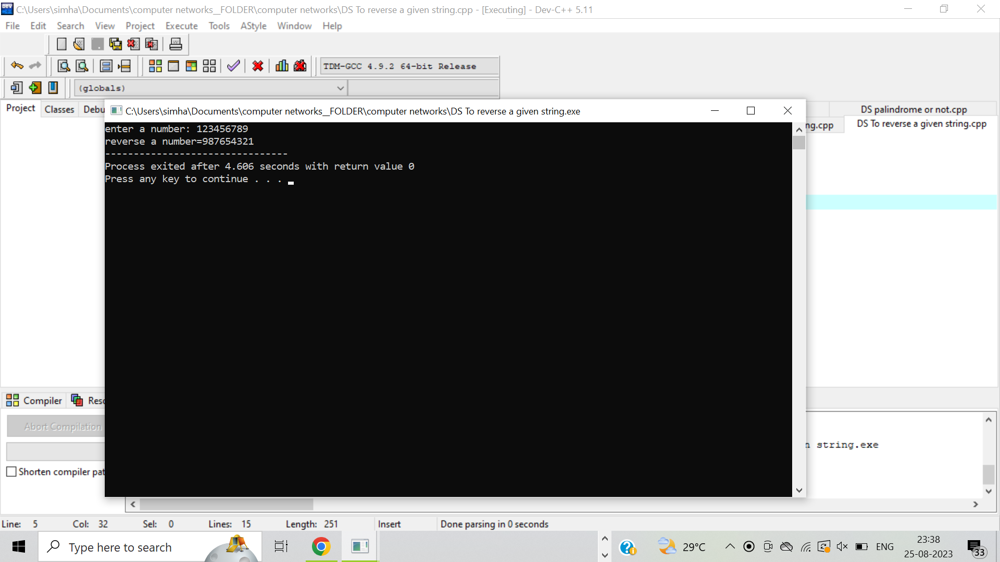 C:\Users\simha\Documents\computer networks_FOLDER\computer networks\DS To reverse a given string.cpp - [Executing] - Dev-C++ 5.11
File Edit Search View Project Execute Tools AStyle Window Help
TDM-GCC 4.9.2 64-bit Release
(globals)
Project Classes Debu
C:\Users\simha\Documents\computer networks_FOLDER\computer networks\DS To reverse a given string.exe
DS palindrome or not.cpp
ng.cpp DS To reverse a given string.cpp
enter a number: 123456789
reverse a number=987654321
--------------------------------
Process exited after 4.606 seconds with return value 0
Press any key to continue . . .
Compiler Reso
Abort Compilation
n string.exe
Shorten compiler pat
Line: 5 Col: 32 Sel: 0 Lines: 15 Length: 251 Insert Done parsing in 0 seconds
Type here to search
29°C ENG
23:38
25-08-2023
33